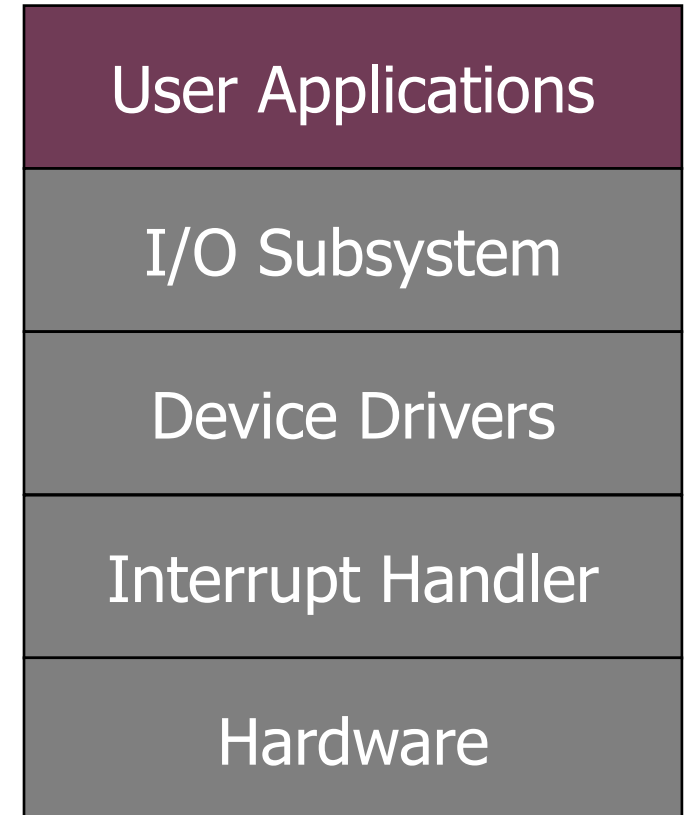 User Applications
I/O Subsystem
Device Drivers
Interrupt Handler
Hardware